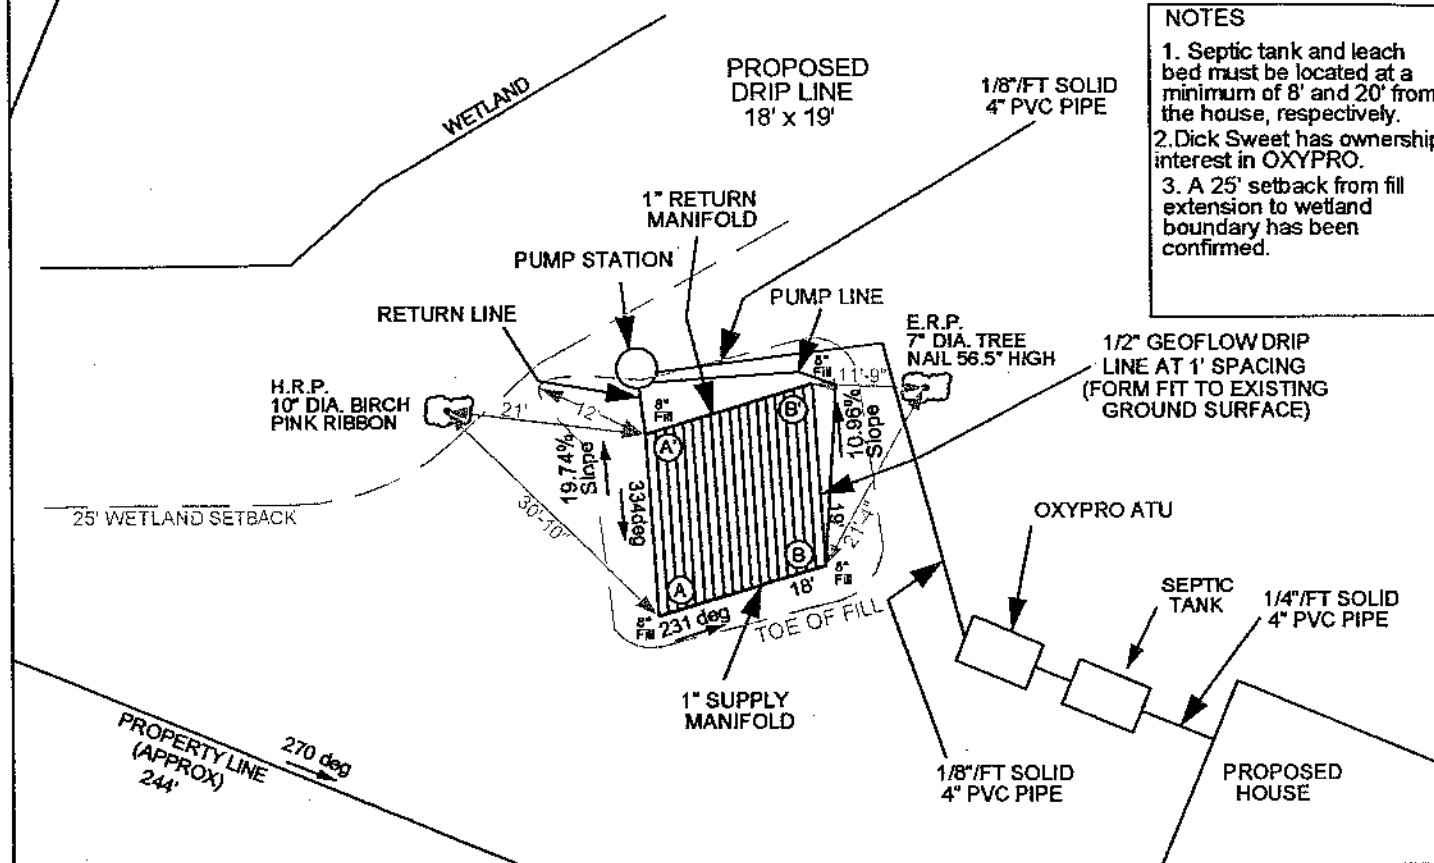 NOTES
1. Septic tank and leach
bed must be located at a
minimum of 8' and 20' from
the house, respectively.
2.Dick Sweet has ownership
interest in OXYPRO.
3. A 25' setback from fill
extension to wetland
boundary has been
confirmed.
WETLAND
PROPOSED
DRIP LINE
18' x 19'
1/8"/FT SOLID
4" PVC PIPE
1" RETURN
MANIFOLD
PUMP STATION
RETURN LINE
PUMP LINE
E.R.P.
7" DIA. TREE
NAIL 56.5" HIGH
1/2" GEOFLOW DRIP
LINE AT 1' SPACING
(FORM FIT TO EXISTING
GROUND SURFACE)
H.R.P.
10" DIA. BIRCH
PINK RIBBON
21'
12'
8"
Fill
8"
Fill
11'-9"
A'
B'
19.74%
Slope
10.96%
Slope
334deg
30'-10"
19'
21'-4"
25' WETLAND SETBACK
A
B
18'
8"
Fill
8"
Fill
231 deg
TOE OF FILL
OXYPRO ATU
SEPTIC
TANK
1/4"/FT SOLID
4" PVC PIPE
1" SUPPLY
MANIFOLD
1/8"/FT SOLID
4" PVC PIPE
PROPOSED
HOUSE
PROPERTY LINE
(APPROX)
244'
270 deg